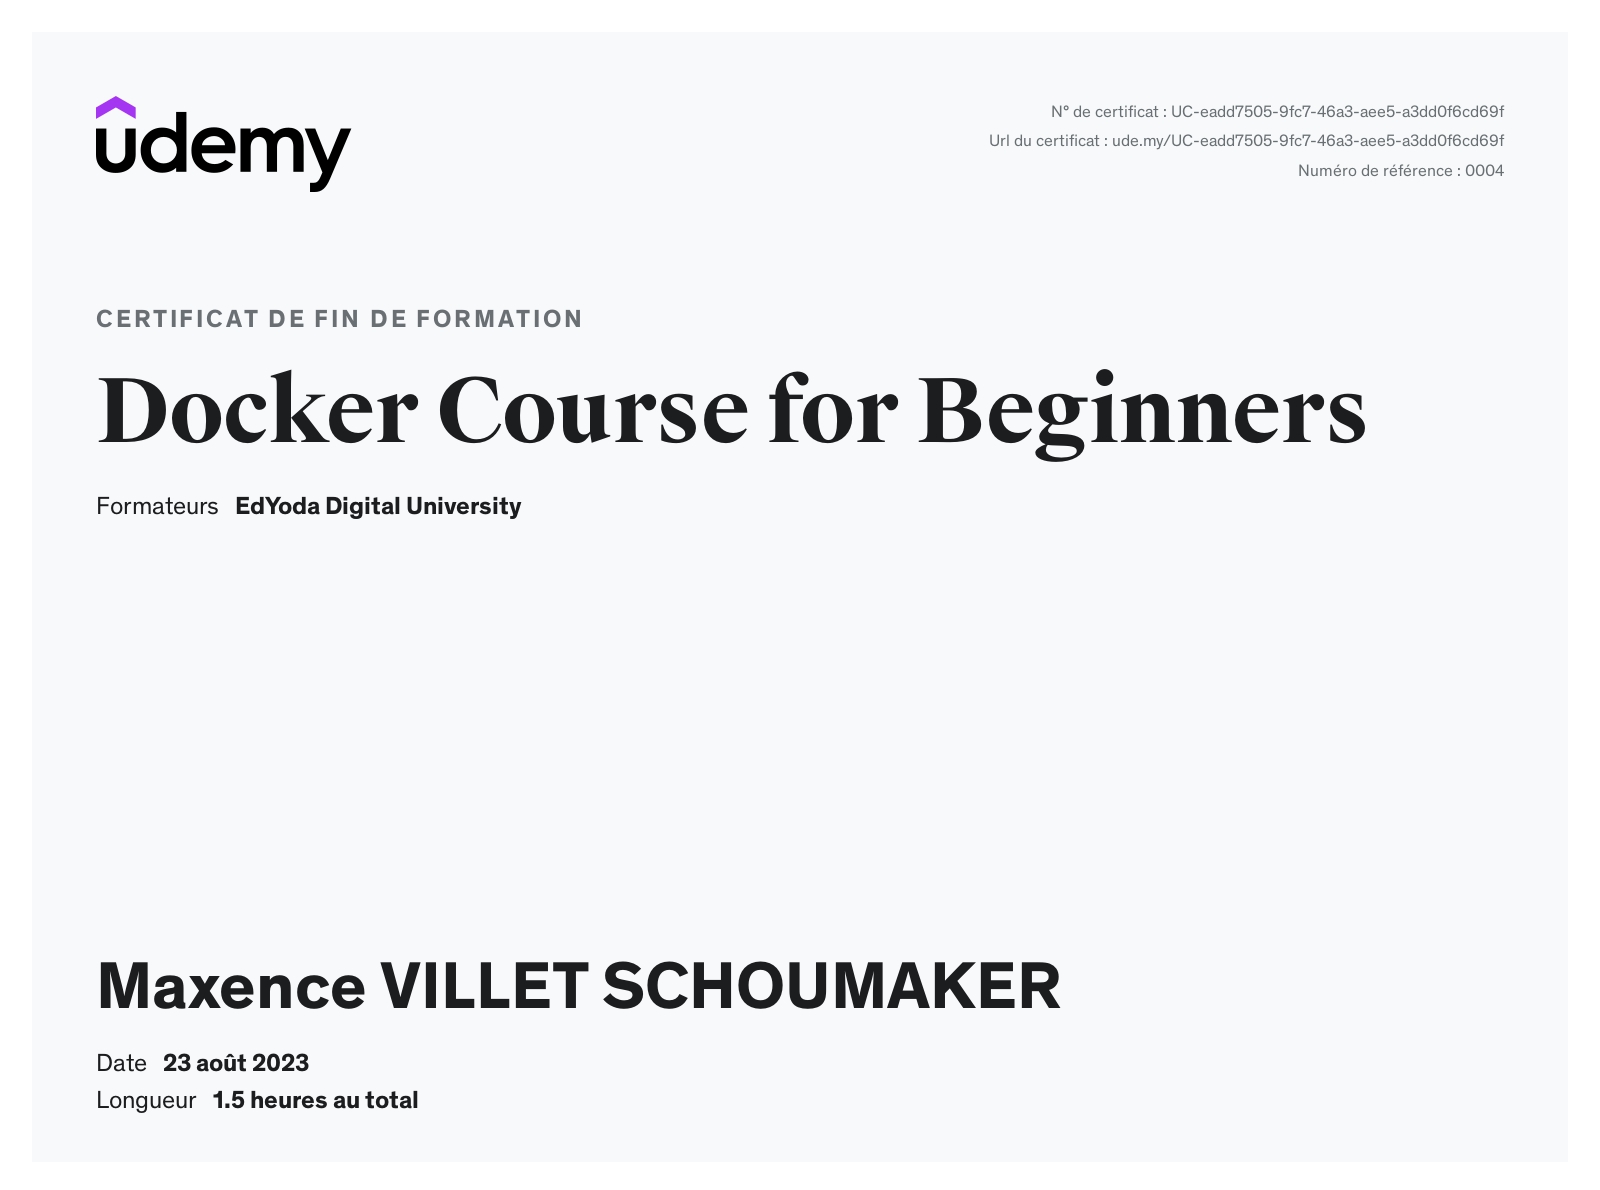 udemy
N° de certificat : UC-eadd7505-9fc7-46a3-aee5-a3dd0f6cd69f
Url du certificat : ude.my/UC-eadd7505-9fc7-46a3-aee5-a3dd0f6cd69f
Numéro de référence : 0004
CERTIFICAT DE FIN DE FORMATION
Docker Course for Beginners
Formateurs EdYoda Digital University
Maxence VILLET SCHOUMAKER
Date 23 août 2023
Longueur 1.5 heures au total